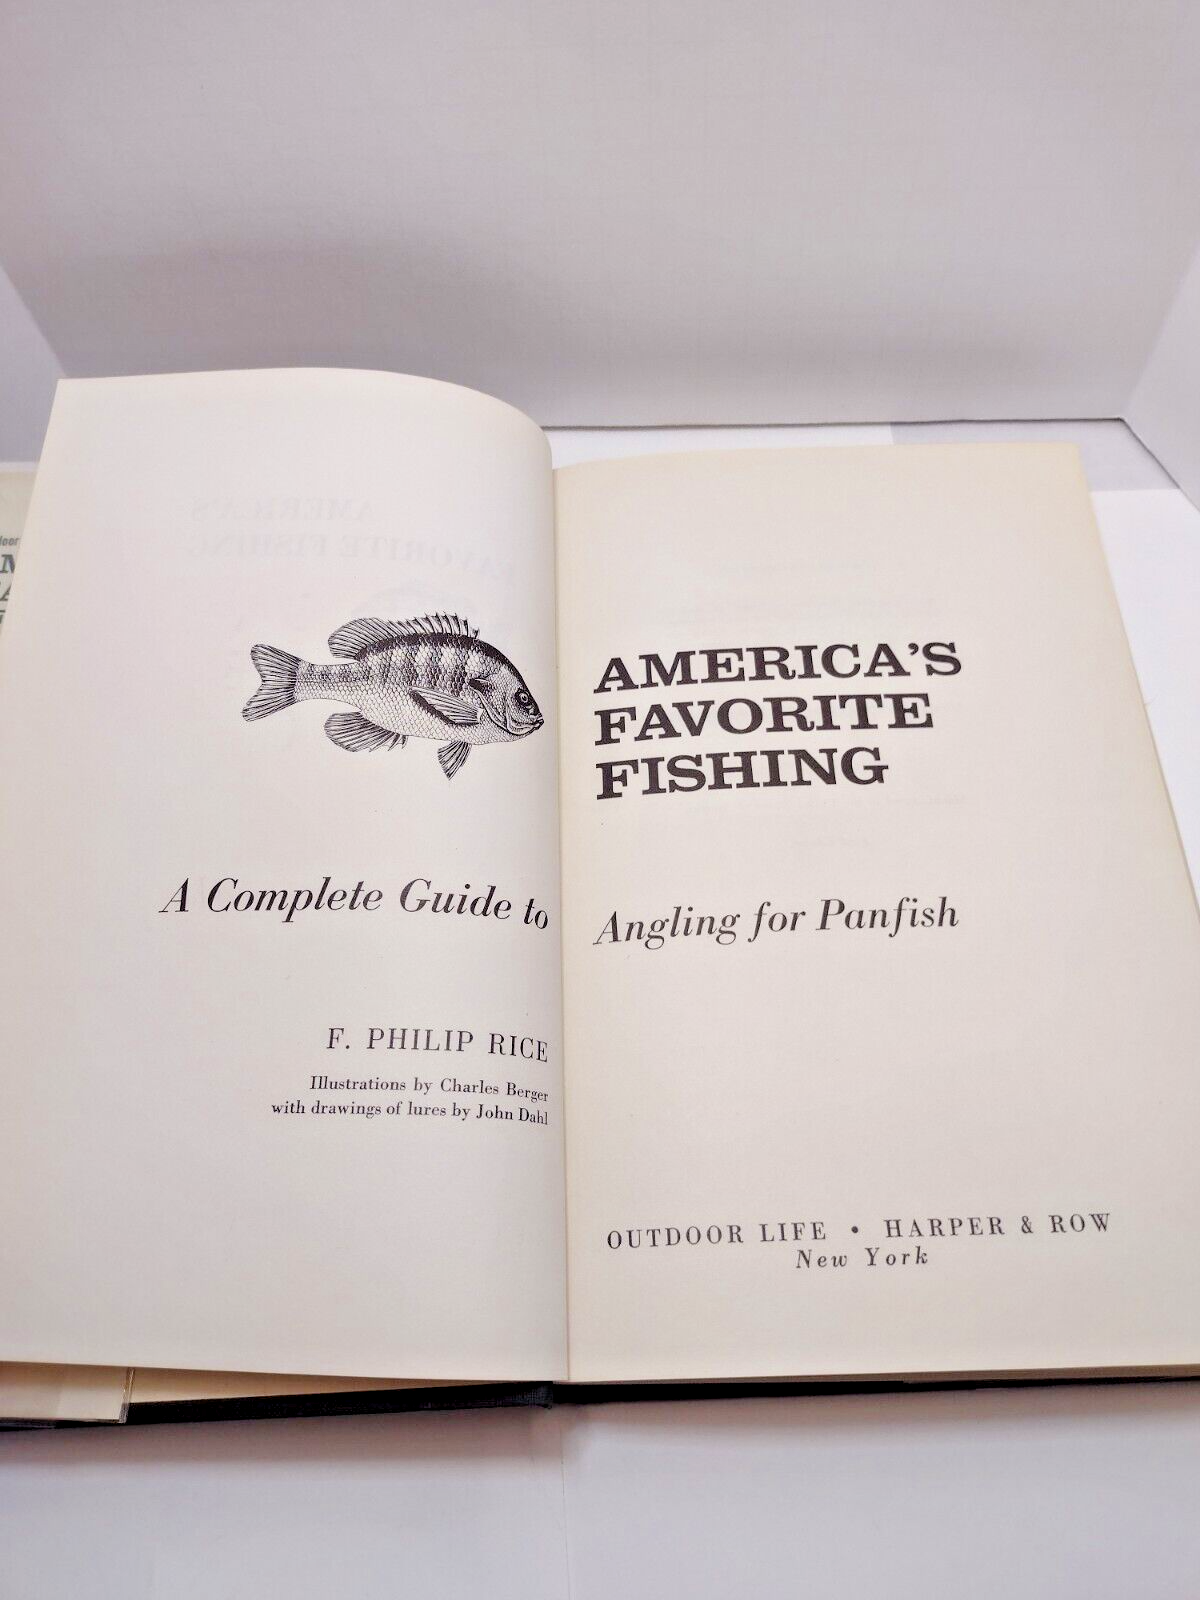 A Complete Guide to
F. PHILIP RICE
Illustrations by Charles Berger
with drawings of lures by John Dahl
AMERICA'S
FAVORITE
FISHING
Angling for Panfish
OUTDOOR LIFE • HARPER & ROW
New York